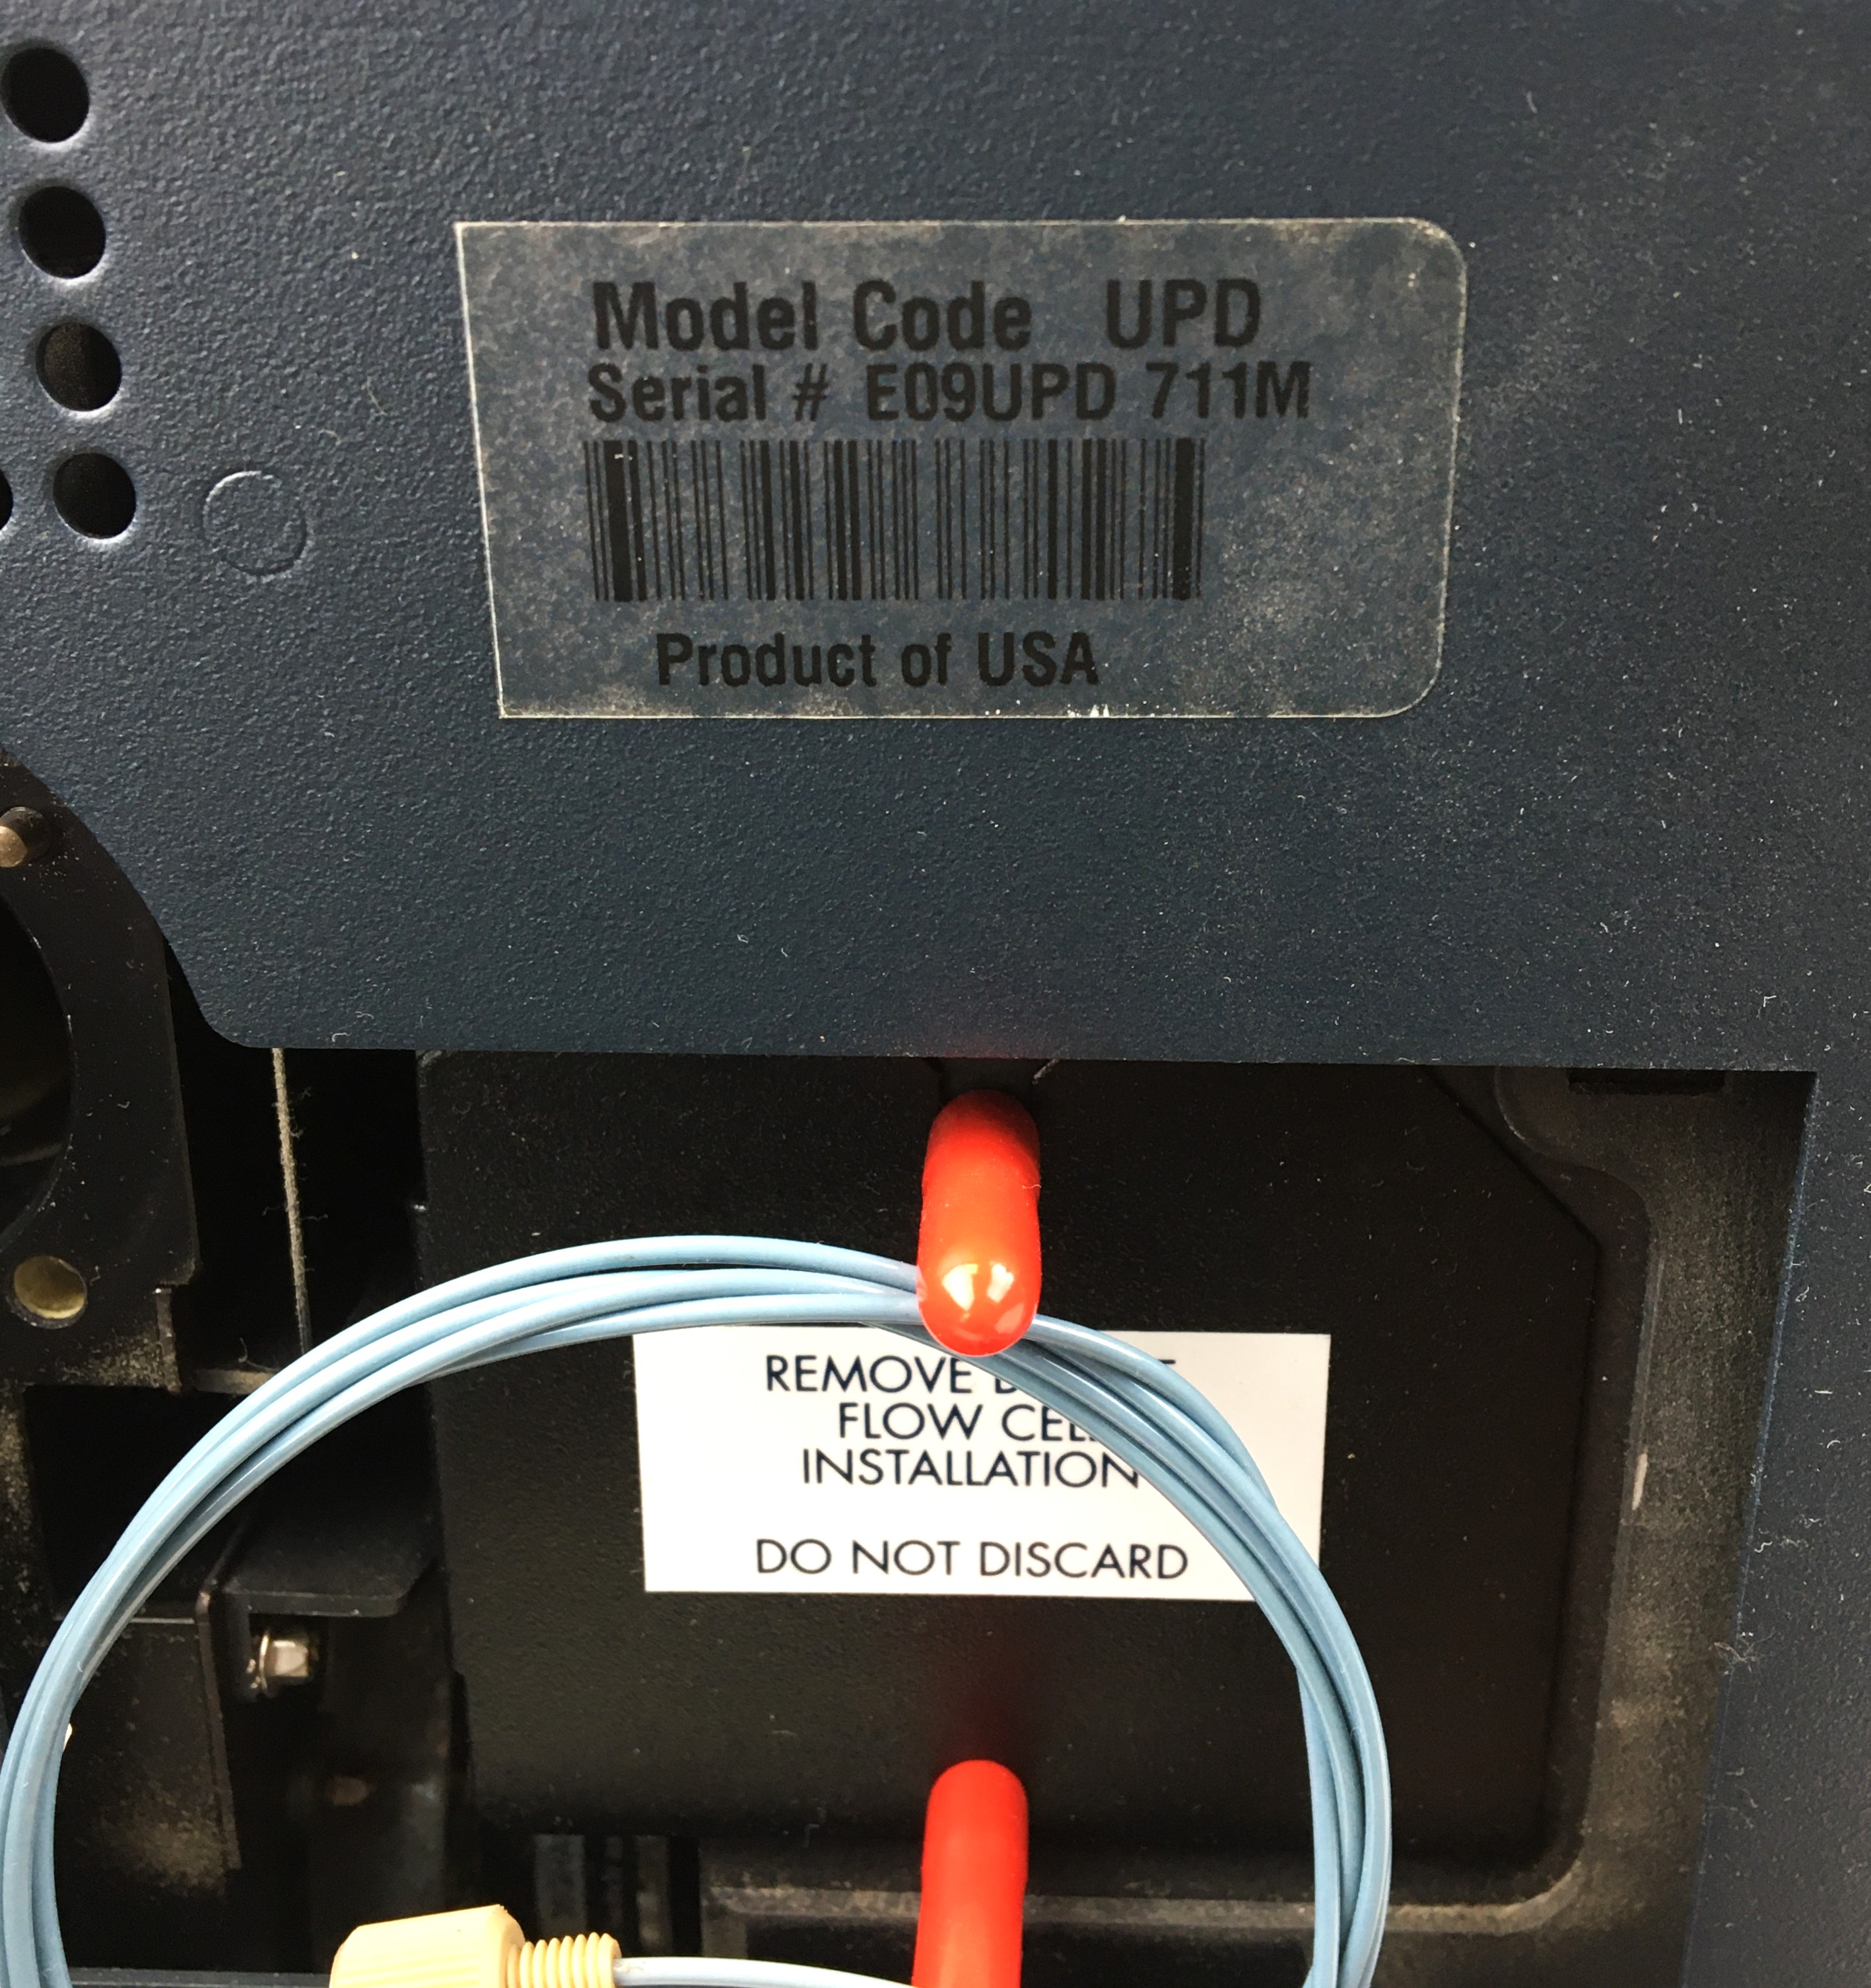 Model Code UPD
Serial # E09UPD 711M
Product of USA
REMOVE
FLOW
INSTALLATION
DO NOT DISCARD